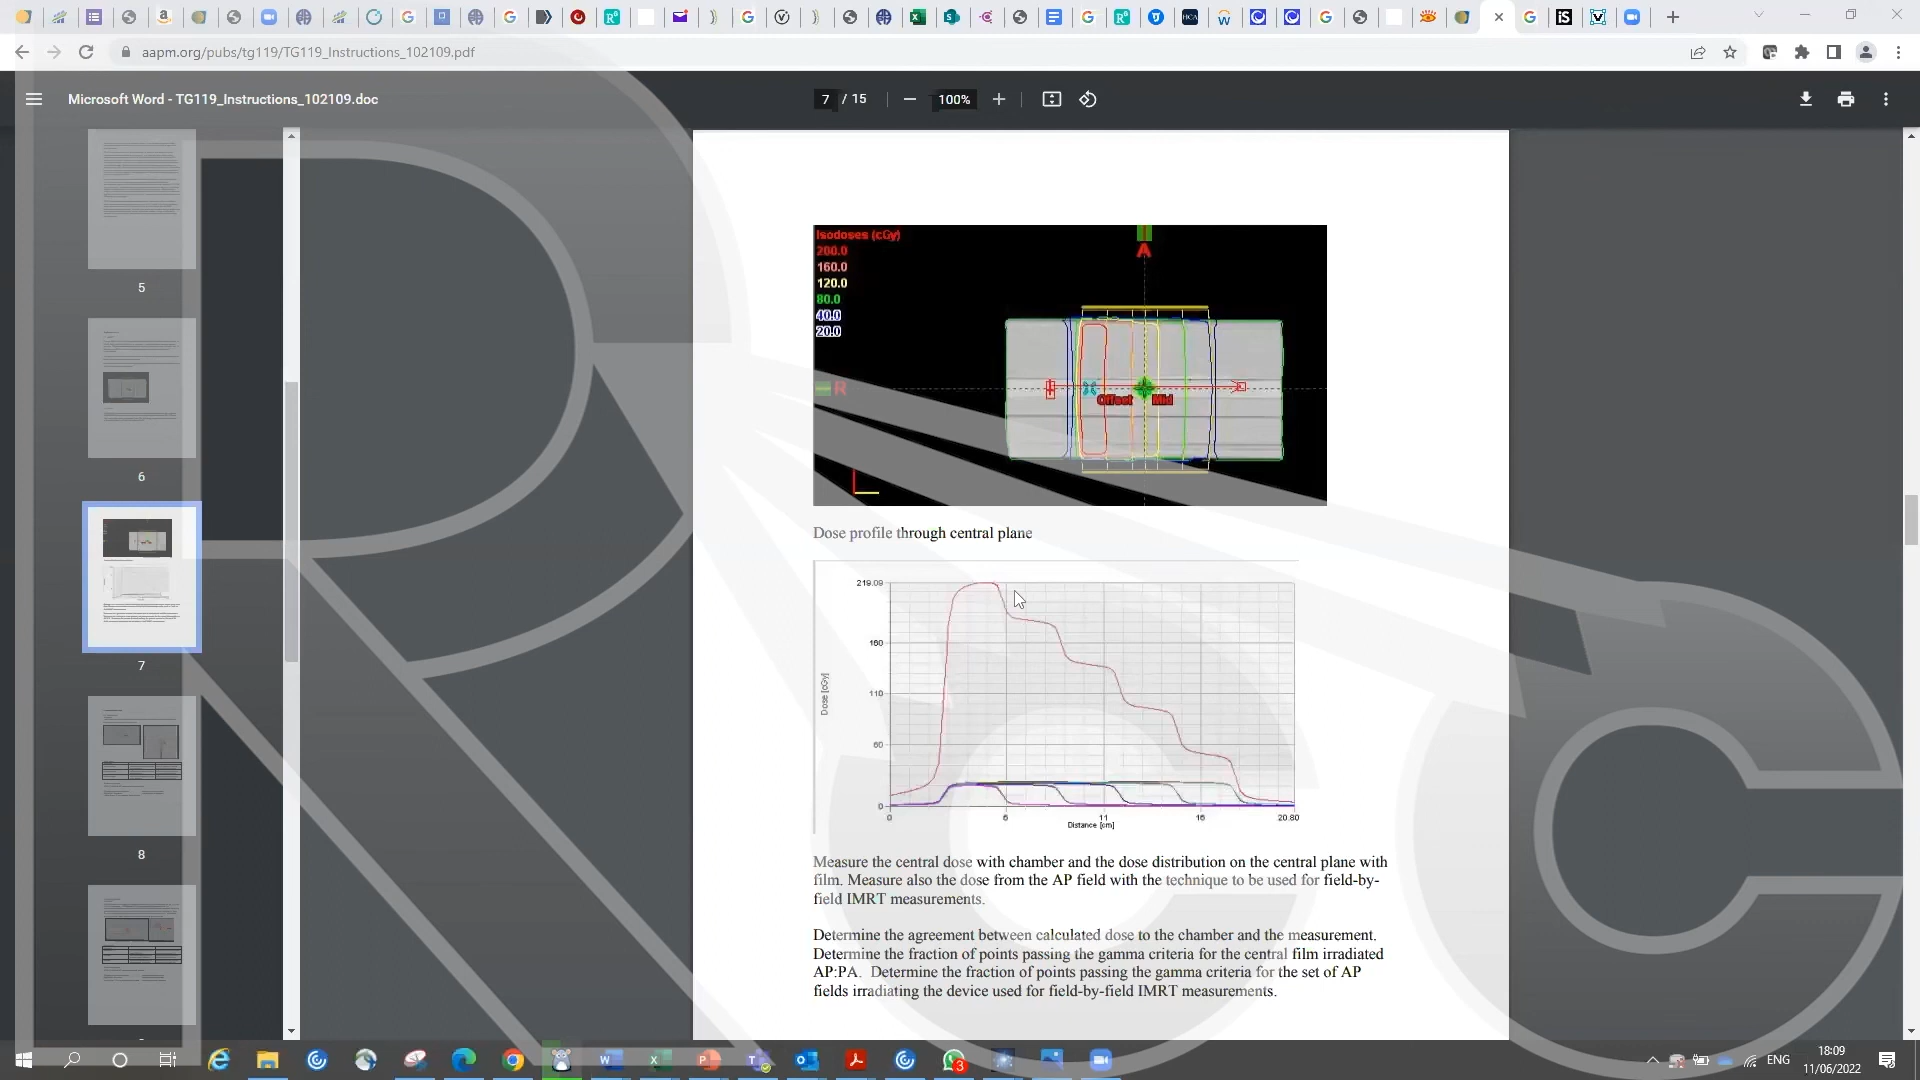 aapm.org/pubs/tg119/TG119_Instructions_102109.pdf
Microsoft Word - TG119_Instructions_102109.doc
7 / 15
100%
5
6
7
8
Isodoses (cGy)
200.0
160.0
120.0
80.0
40.0
20.0
A
R
Offset Mid
Dose profile through central plane
219.09
160
110
60
0
Dose [cGy]
0 6 11 16 20.80
Distance [cm]
Measure the central dose with chamber and the dose distribution on the central plane with
film. Measure also the dose from the AP field with the technique to be used for field-by-
field IMRT measurements.
Determine the agreement between calculated dose to the chamber and the measurement.
Determine the fraction of points passing the gamma criteria for the central film irradiated
AP:PA. Determine the fraction of points passing the gamma criteria for the set of AP
fields irradiating the device used for field-by-field IMRT measurements.
3
ENG
18:09
11/06/2022